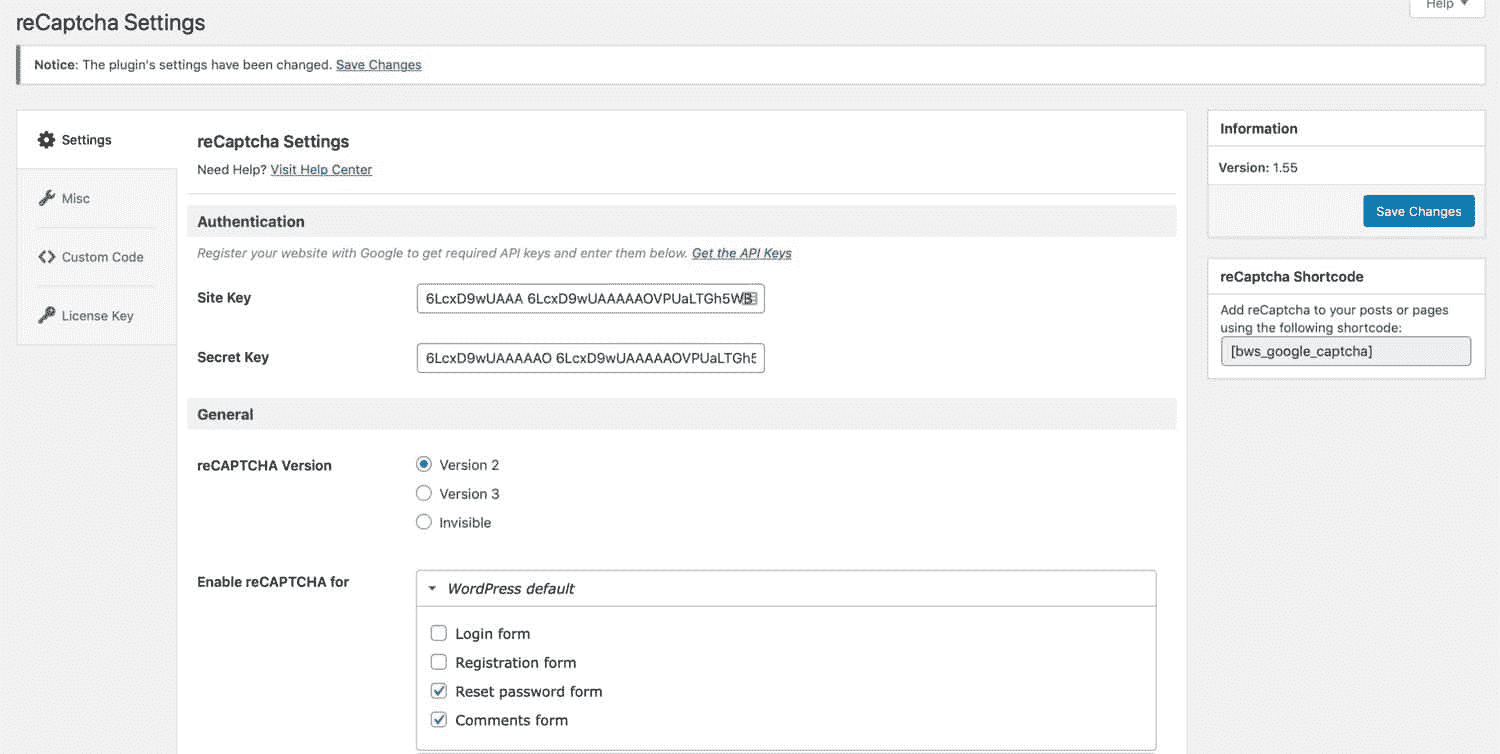 Help
reCaptcha Settings
Notice: The plugin's settings have been changed. Save Changes
Settings
Misc
Custom Code
License Key
reCaptcha Settings
Need Help? Visit Help Center
Authentication
Register your website with Google to get required API keys and enter them below. Get the API Keys
Site Key
6LcxD9wUAAA 6LcxD9wUAAAAAOVPUaLTGh5WB
Secret Key
6LcxD9wUAAAAAO 6LcxD9wUAAAAAOVPUaLTGh5
General
reCAPTCHA Version
Version 2
Version 3
Invisible
Enable reCAPTCHA for
WordPress default
Login form
Registration form
Reset password form
Comments form
Information
Version: 1.55
Save Changes
reCaptcha Shortcode
Add reCaptcha to your posts or pages
using the following shortcode:
[bws_google_captcha]